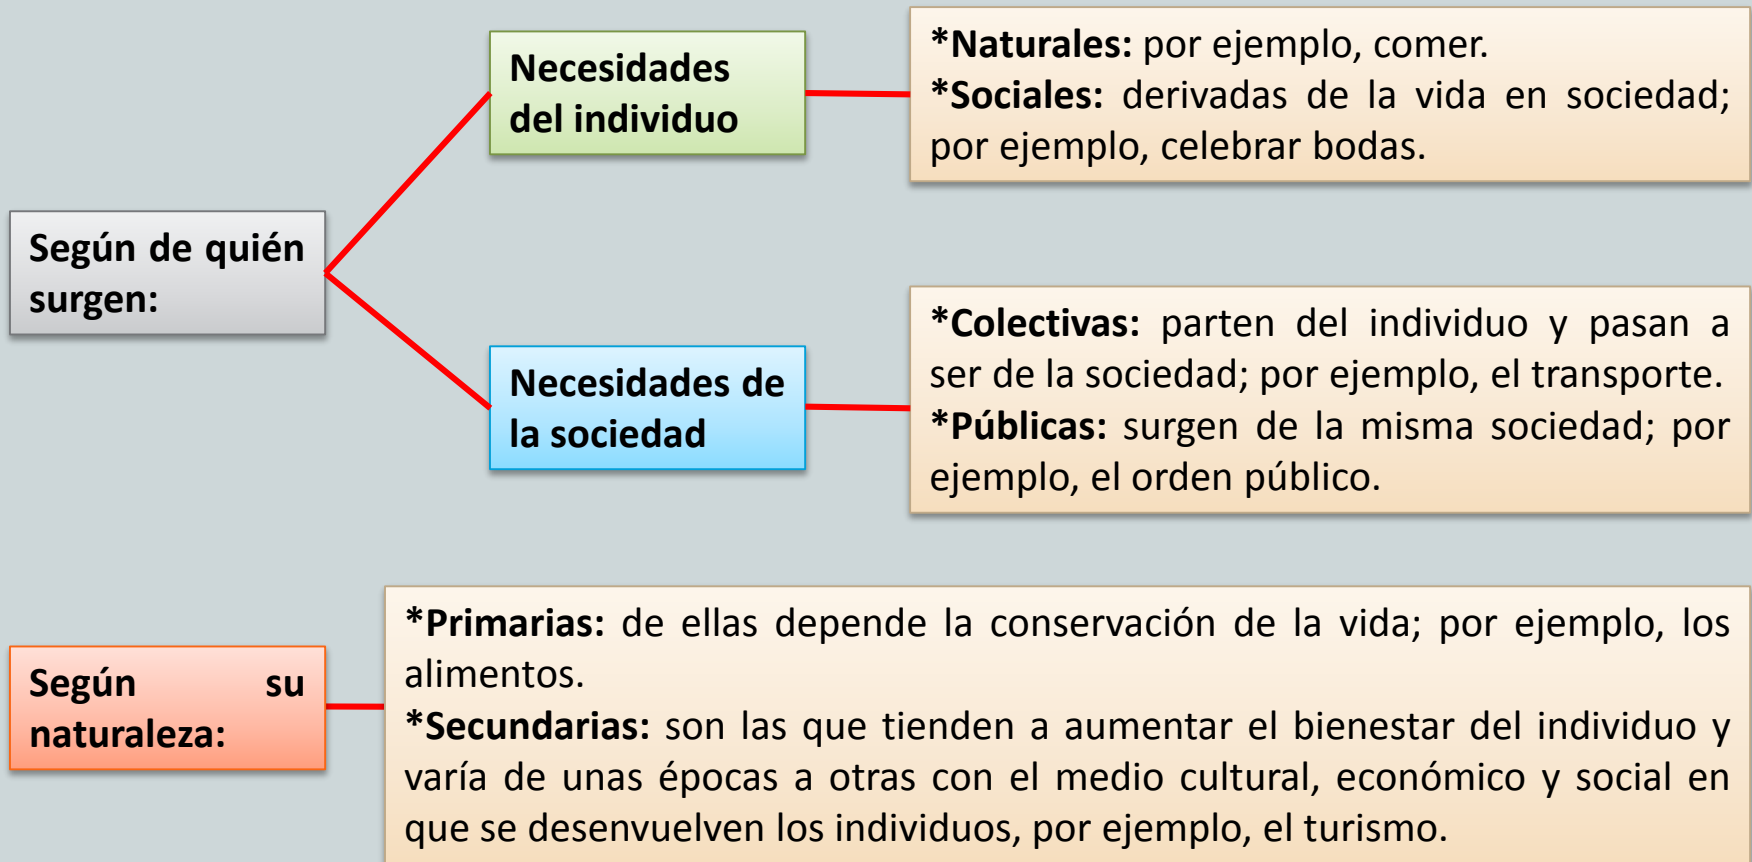 Necesidades
del individuo
*Naturales: por ejemplo, comer.
*Sociales: derivadas de la vida en sociedad;
por ejemplo, celebrar bodas.
Según de quién
surgen:
Necesidades de
la sociedad
*Colectivas: parten del individuo y pasan a
ser de la sociedad; por ejemplo, el transporte.
*Públicas: surgen de la misma sociedad; por
ejemplo, el orden público.
Según su
naturaleza:
*Primarias: de ellas depende la conservación de la vida; por ejemplo, los
alimentos.
*Secundarias: son las que tienden a aumentar el bienestar del individuo y
varía de unas épocas a otras con el medio cultural, económico y social en
que se desenvuelven los individuos, por ejemplo, el turismo.